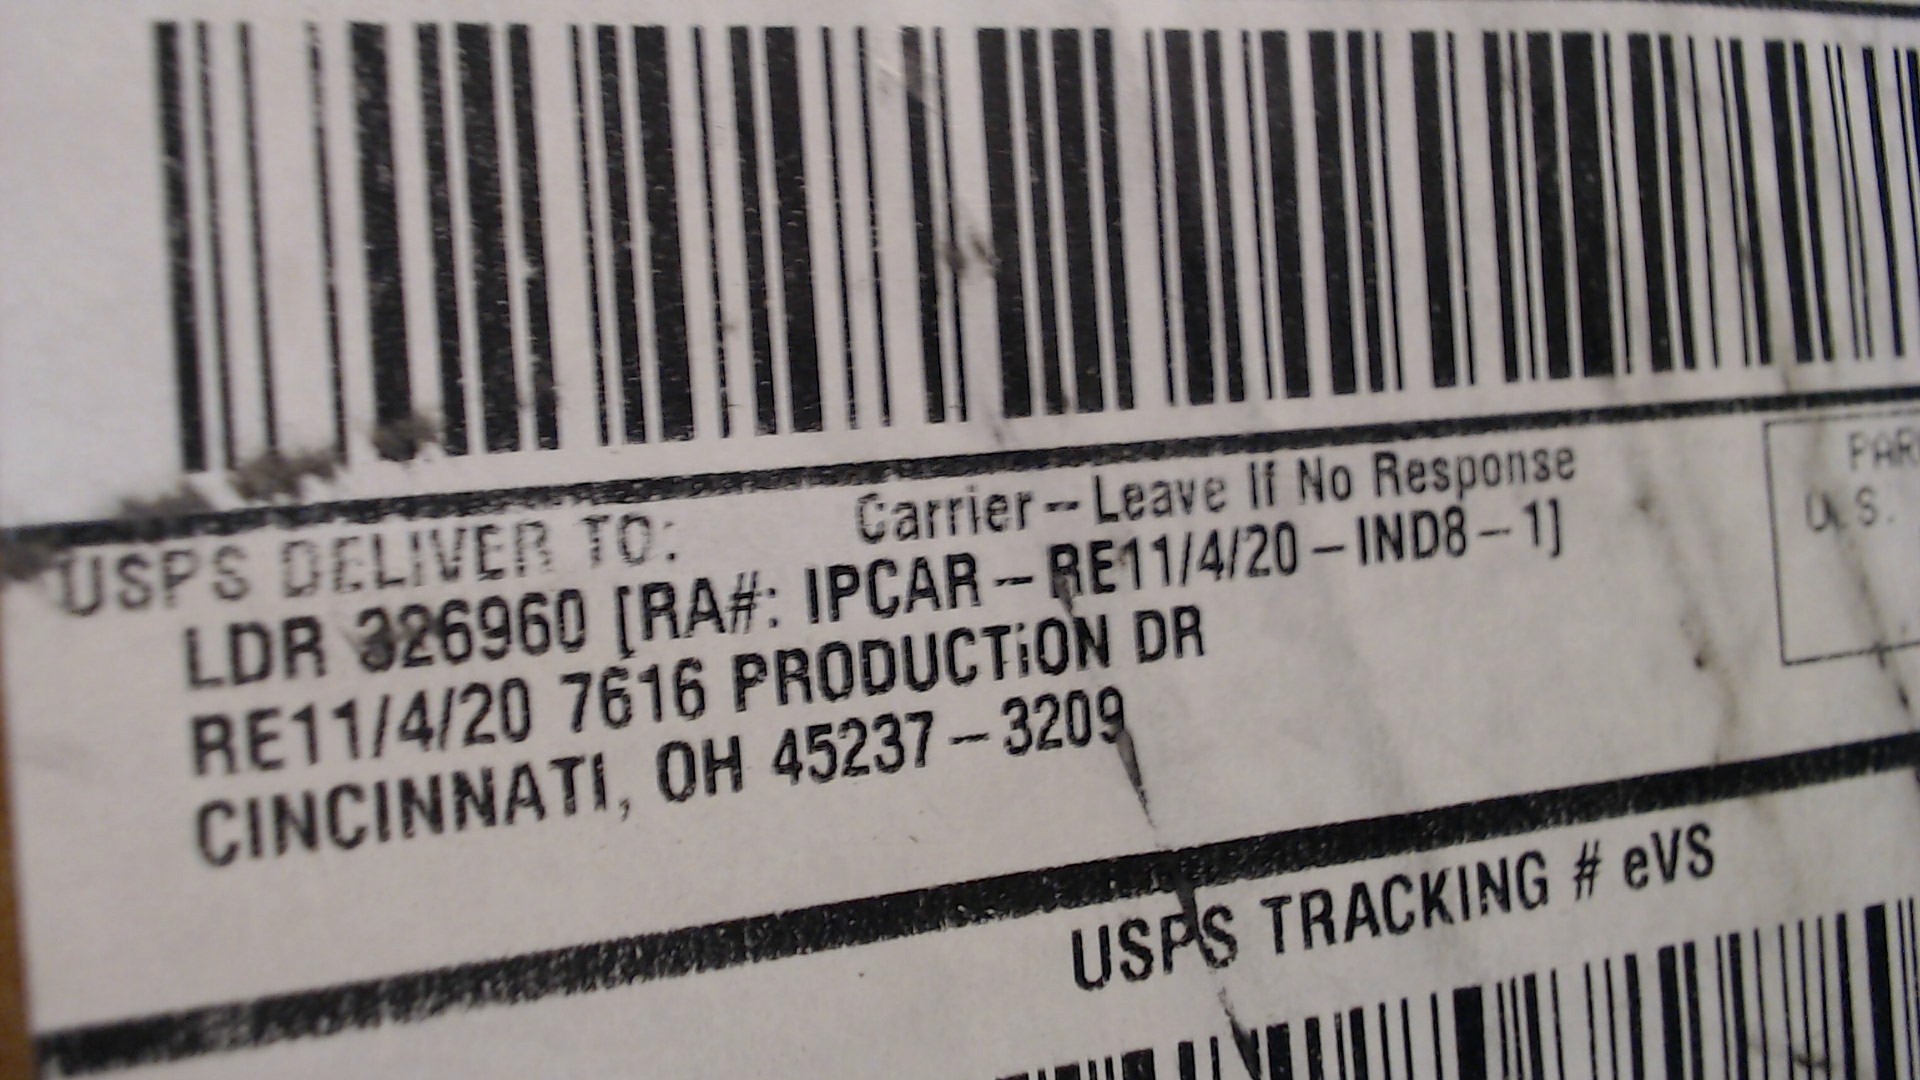 Carrier – Leave If No Response
USPS DELIVER TO:
LDR 326960 [RA#: IPCAR – RE11/4/20 – IND8 – 1]
RE11/4/20 7616 PRODUCTiON DR
CINCINNATI, OH 45237 – 3209
U.S.
USPS TRACKING # eVS